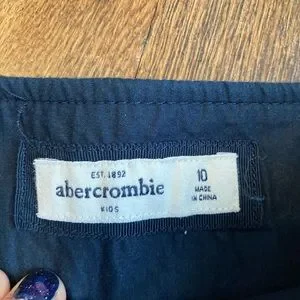 EST. 1892
abercrombie
KIDS
10
MADE
IN CHINA